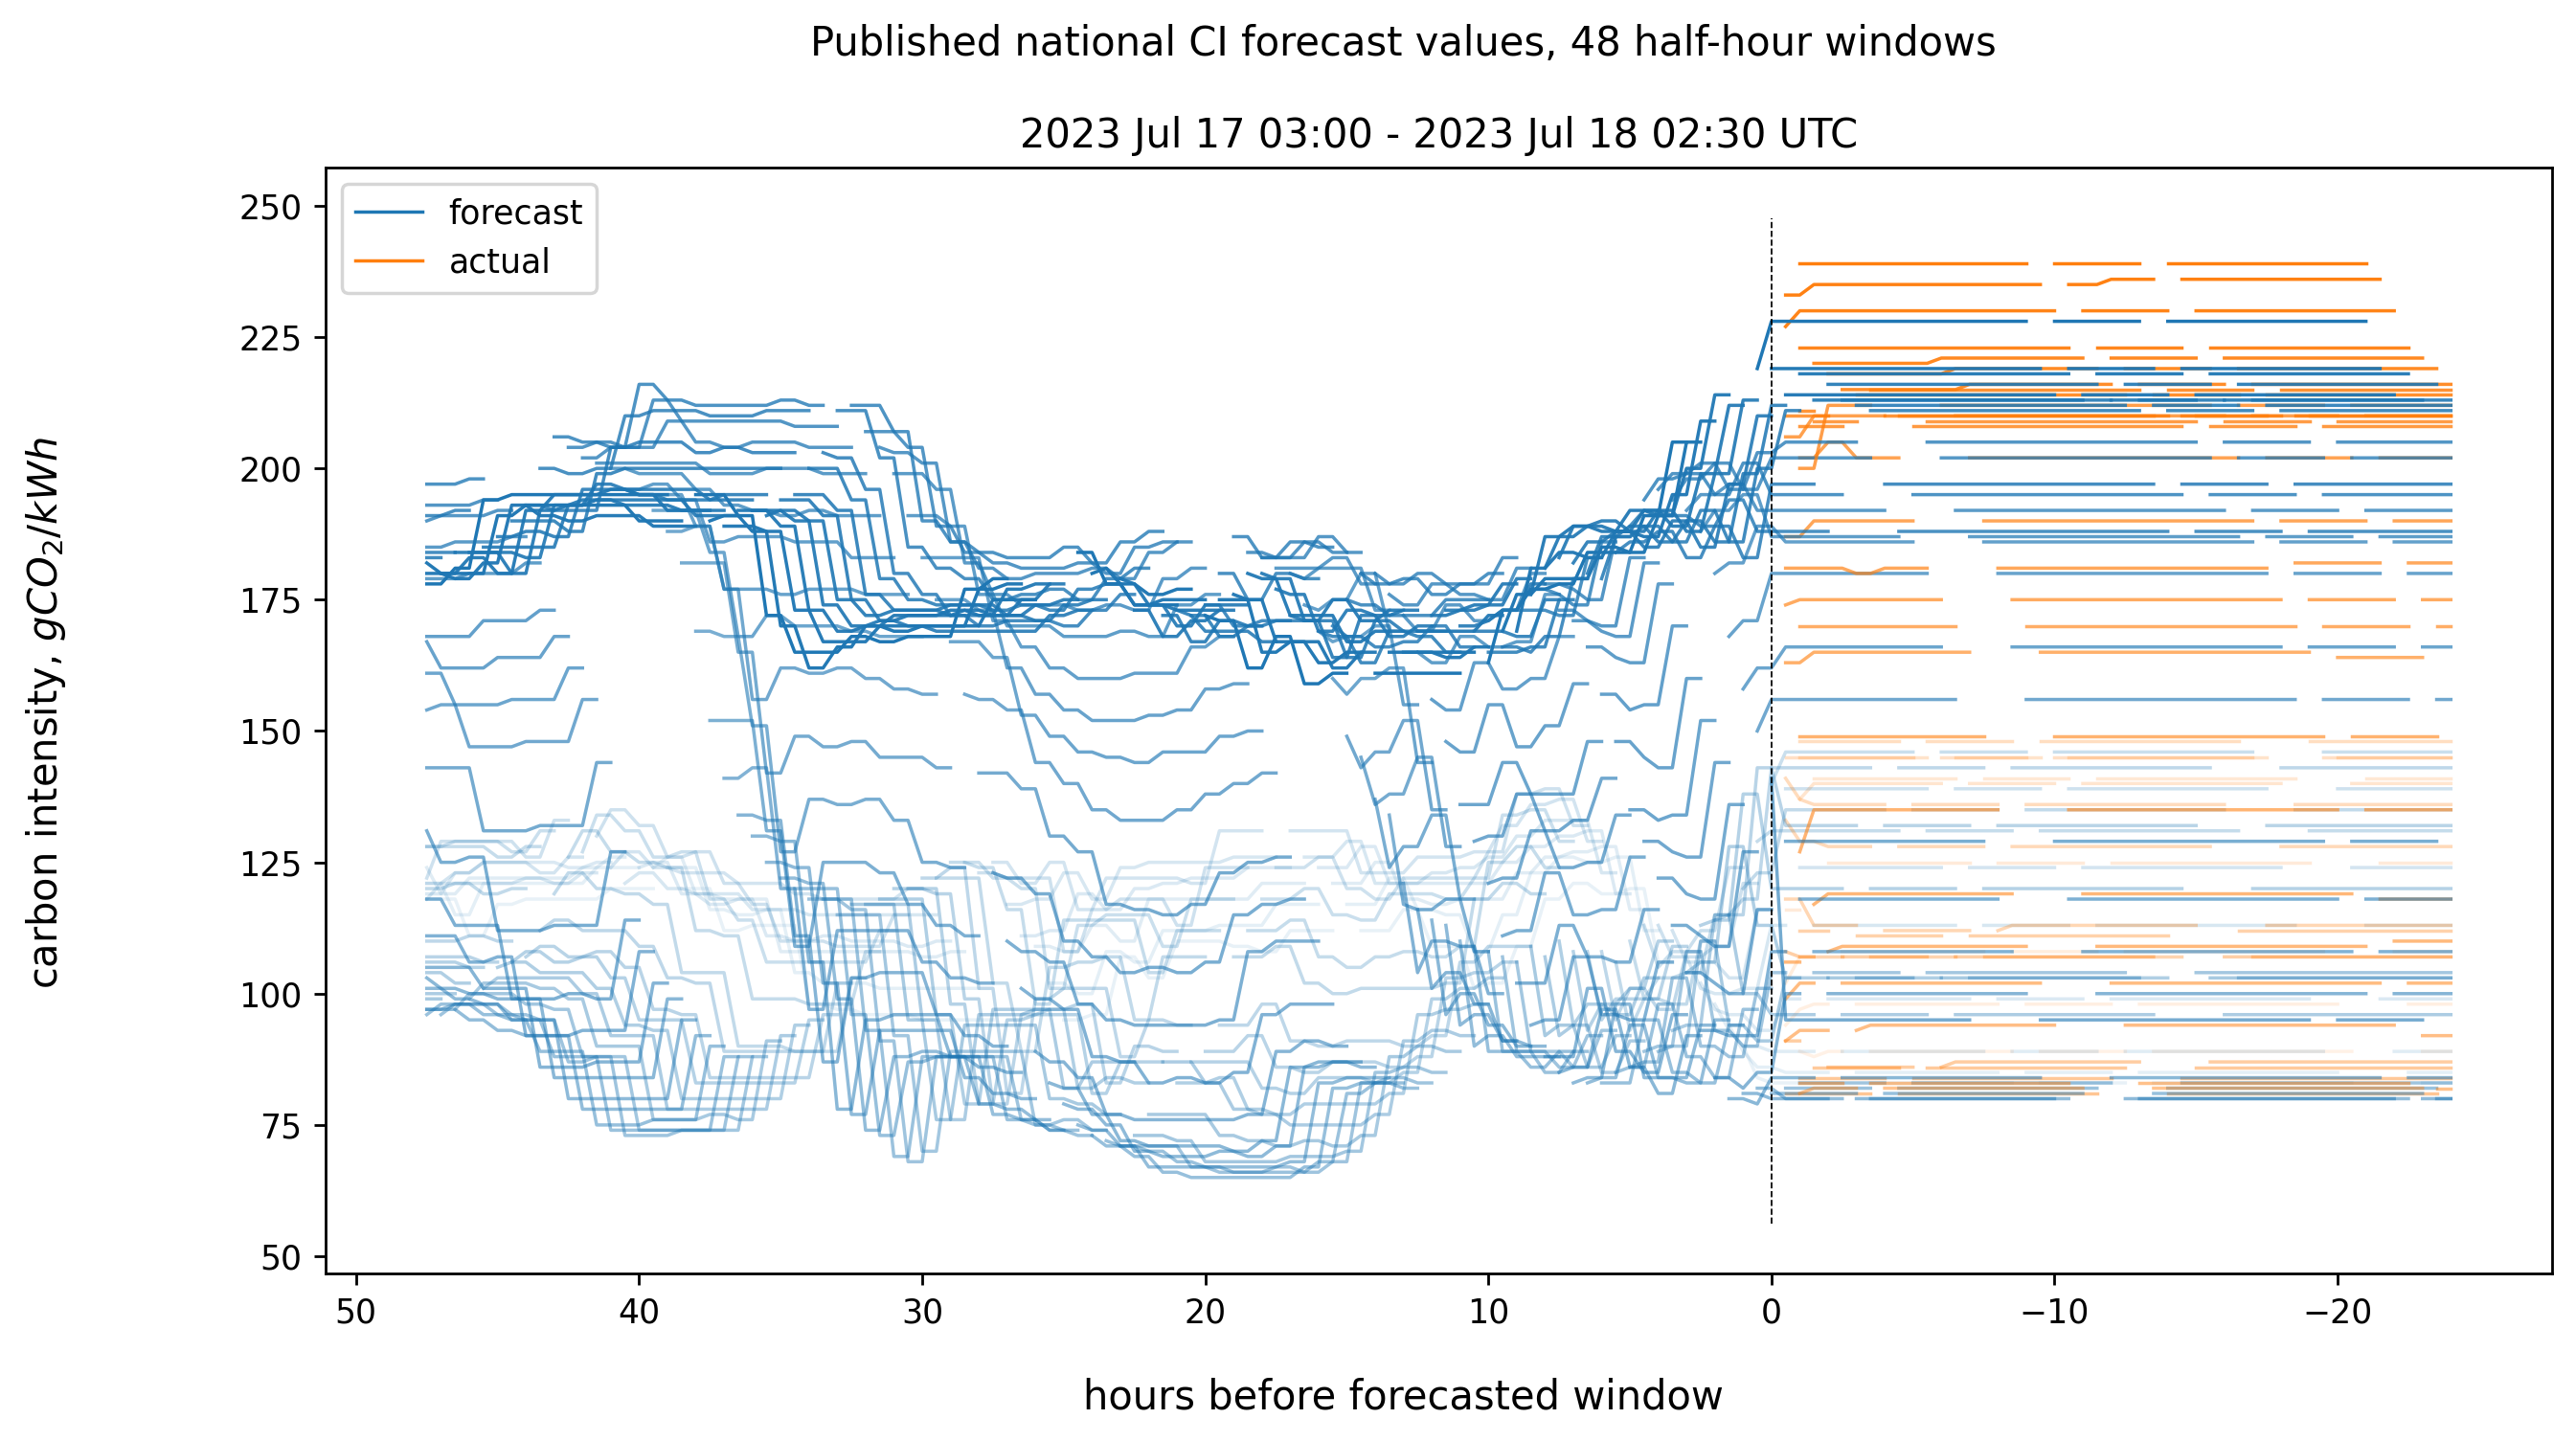 Published national CI forecast values, 48 half-hour windows
2023 Jul 17 03:00 - 2023 Jul 18 02:30 UTC
forecast
actual
carbon intensity, gCO₂/kWh
250
225
200
175
150
125
100
75
50
50 40 30 20 10 0 −10 −20
hours before forecasted window